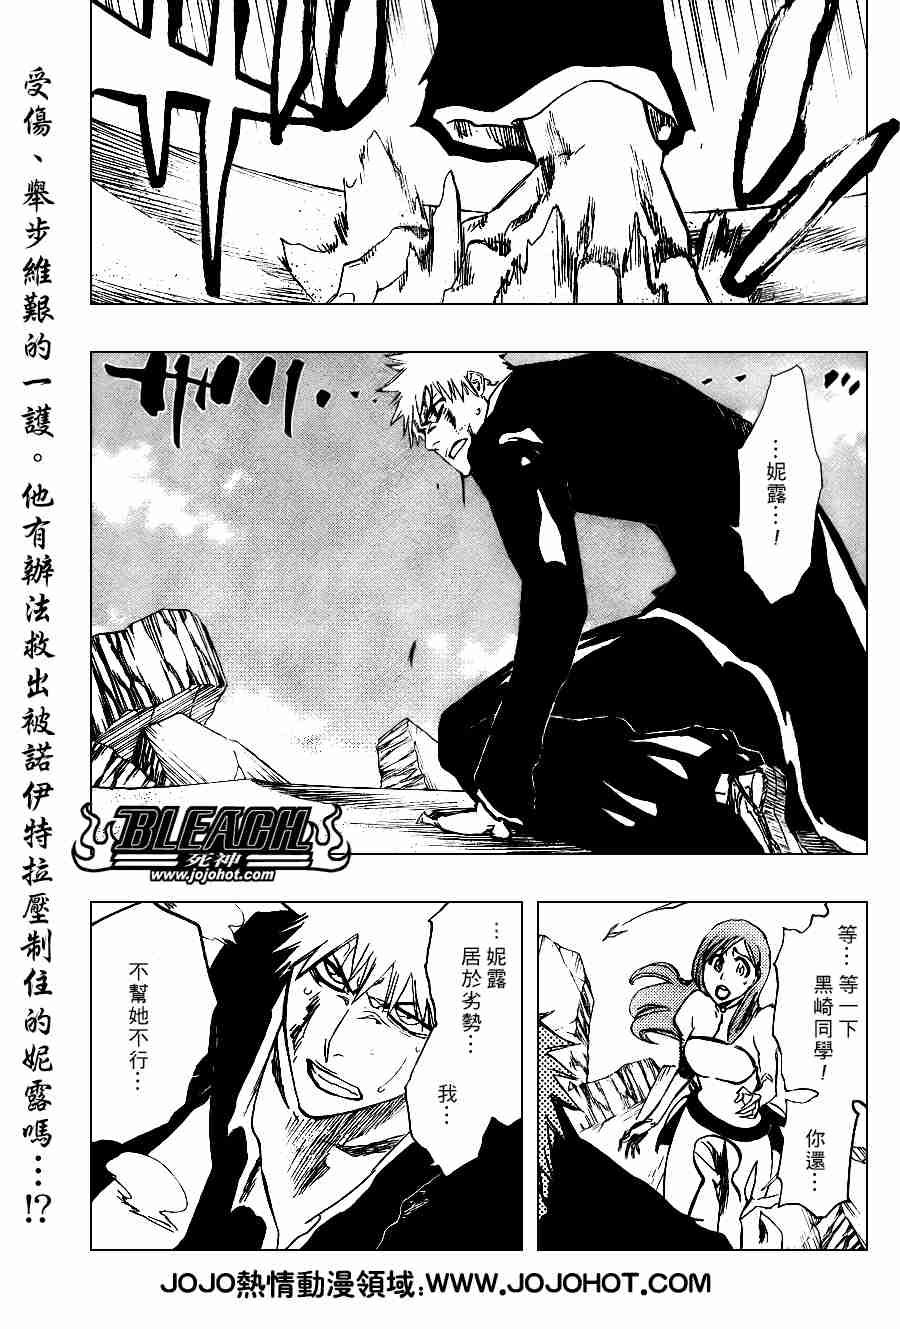 受傷、舉步維艱的一護。他有辦法救出被諾伊特拉壓制住的妮露嗎…!?
…妮露…!
等…等一下
黑崎同學!
你還…
…妮露
居於劣勢…
我…
不幫她不行…
BLEACH
死神
www.jojohot.com
JOJO熱情動漫領域:WWW.JOJOHOT.COM